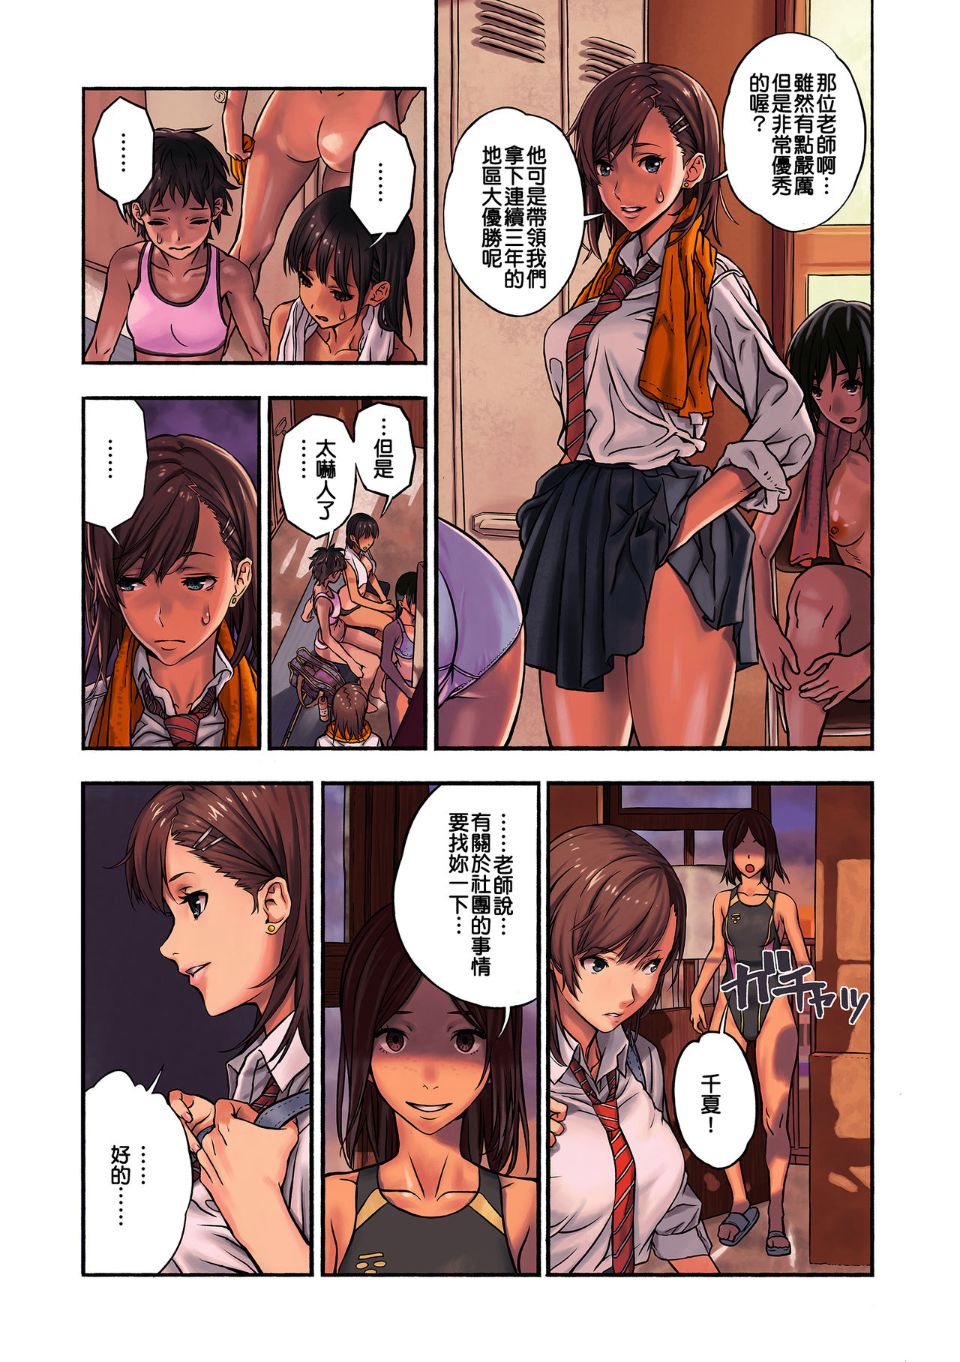 那位老師啊…
雖然有點嚴厲
但是非常優秀
的喔？
他可是帶領我們
拿下連續三年的
地區大優勝呢
……
……
…但是
太嚇人了
……
……
ガチャッ
千夏！
……老師說…
有關於社團的事情
要找妳一下…
……
好的……